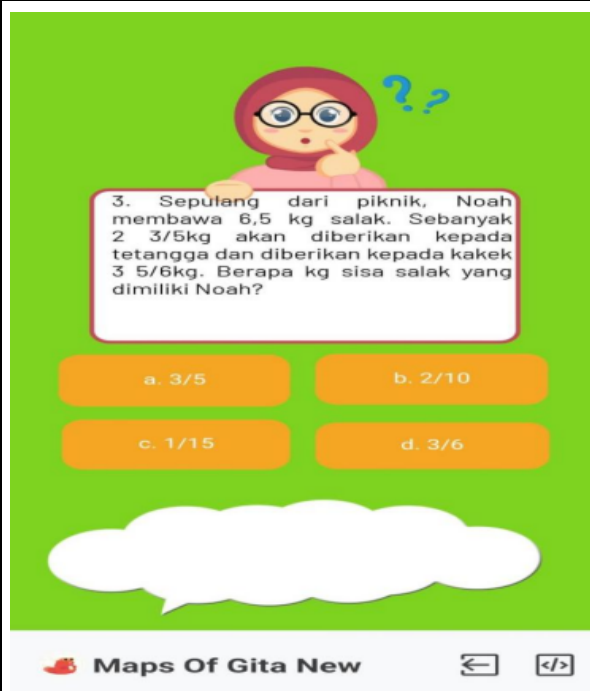 ??
3. Sepulang dari piknik, Noah
membawa 6,5 kg salak. Sebanyak
2 3/5kg akan diberikan kepada
tetangga dan diberikan kepada kakek
3 5/6kg. Berapa kg sisa salak yang
dimiliki Noah?
a. 3/5
b. 2/10
c. 1/15
d. 3/6
Maps Of Gita New